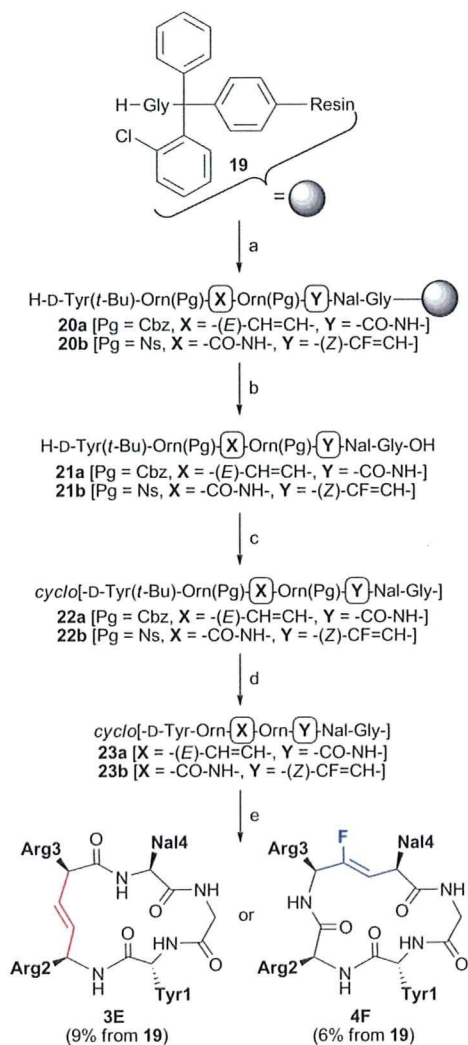 H-Gly
Resin
Cl
19
=
a
H-D-Tyr(t-Bu)-Orn(Pg)-X-Orn(Pg)-Y-Nal-Gly
20a [Pg = Cbz, X = -(E)-CH=CH-, Y = -CO-NH-]
20b [Pg = Ns, X = -CO-NH-, Y = -(Z)-CF=CH-]
b
H-D-Tyr(t-Bu)-Orn(Pg)-X-Orn(Pg)-Y-Nal-Gly-OH
21a [Pg = Cbz, X = -(E)-CH=CH-, Y = -CO-NH-]
21b [Pg = Ns, X = -CO-NH-, Y = -(Z)-CF=CH-]
c
cyclo[-D-Tyr(t-Bu)-Orn(Pg)-X-Orn(Pg)-Y-Nal-Gly-]
22a [Pg = Cbz, X = -(E)-CH=CH-, Y = -CO-NH-]
22b [Pg = Ns, X = -CO-NH-, Y = -(Z)-CF=CH-]
d
cyclo[-D-Tyr-Orn-X-Orn-Y-Nal-Gly-]
23a [X = -(E)-CH=CH-, Y = -CO-NH-]
23b [X = -CO-NH-, Y = -(Z)-CF=CH-]
e
Arg3 O Nal4
N H O NH
O
O H N
Arg2 N H
Tyr1
3E
(9% from 19)
or
Arg3 F Nal4
HN O NH
O
O H N O
Arg2 N H
Tyr1
4F
(6% from 19)